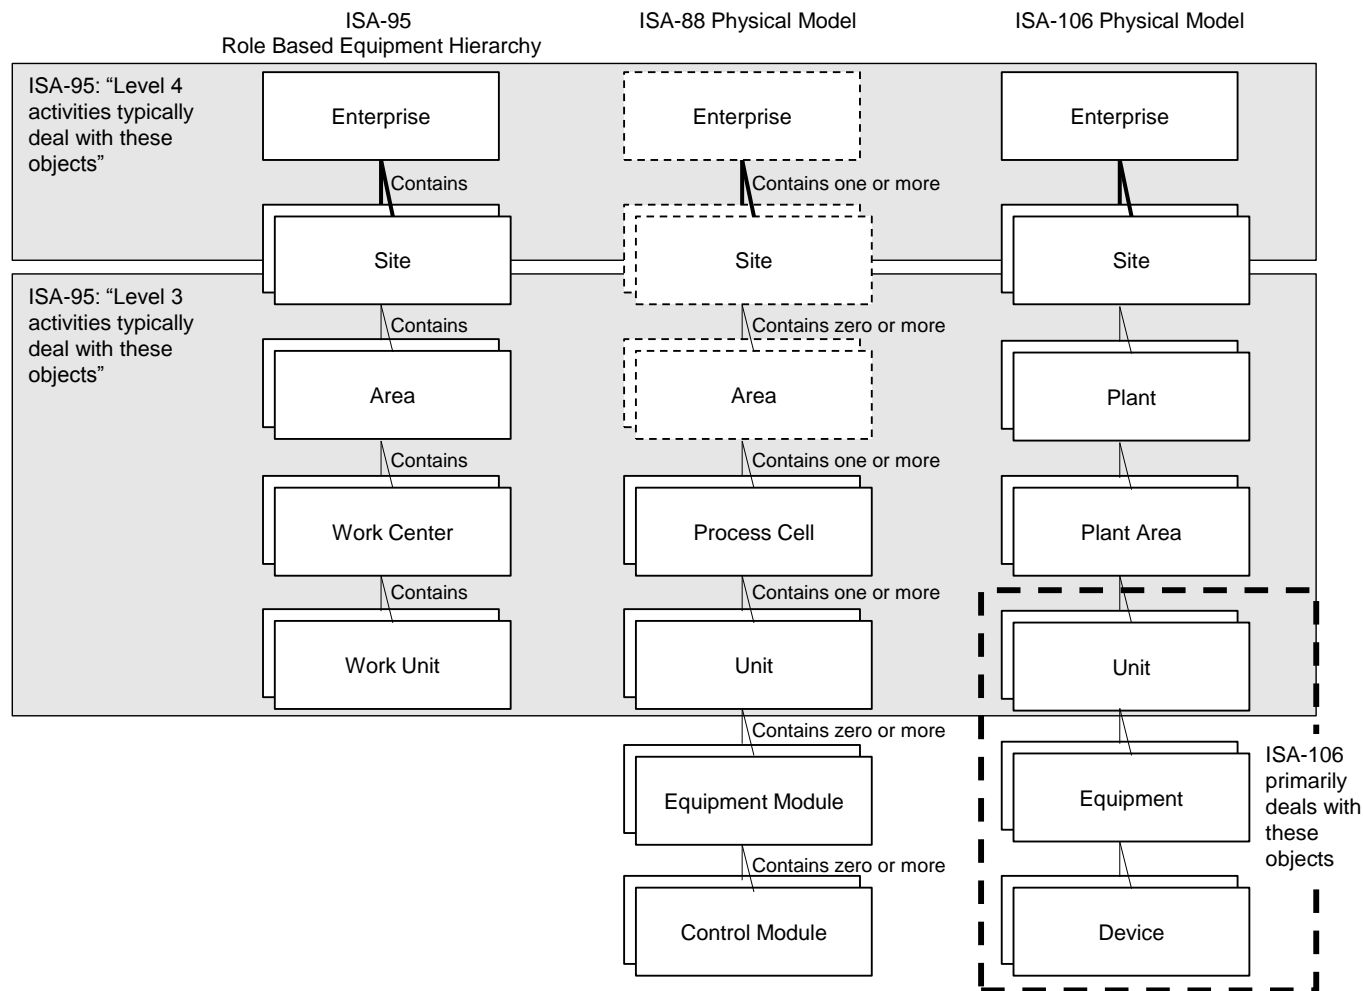 ISA-95
Role Based Equipment Hierarchy
ISA-88 Physical Model
ISA-106 Physical Model
ISA-95: “Level 4
activities typically
deal with these
objects”
Enterprise
Enterprise
Enterprise
Contains
Contains one or more
Site
Site
Site
ISA-95: “Level 3
activities typically
deal with these
objects”
Contains
Contains zero or more
Area
Area
Plant
Contains
Contains one or more
Work Center
Process Cell
Plant Area
Contains
Contains one or more
Work Unit
Unit
Unit
Contains zero or more
Equipment Module
Equipment
ISA-106
primarily
deals with
these
objects
Contains zero or more
Control Module
Device